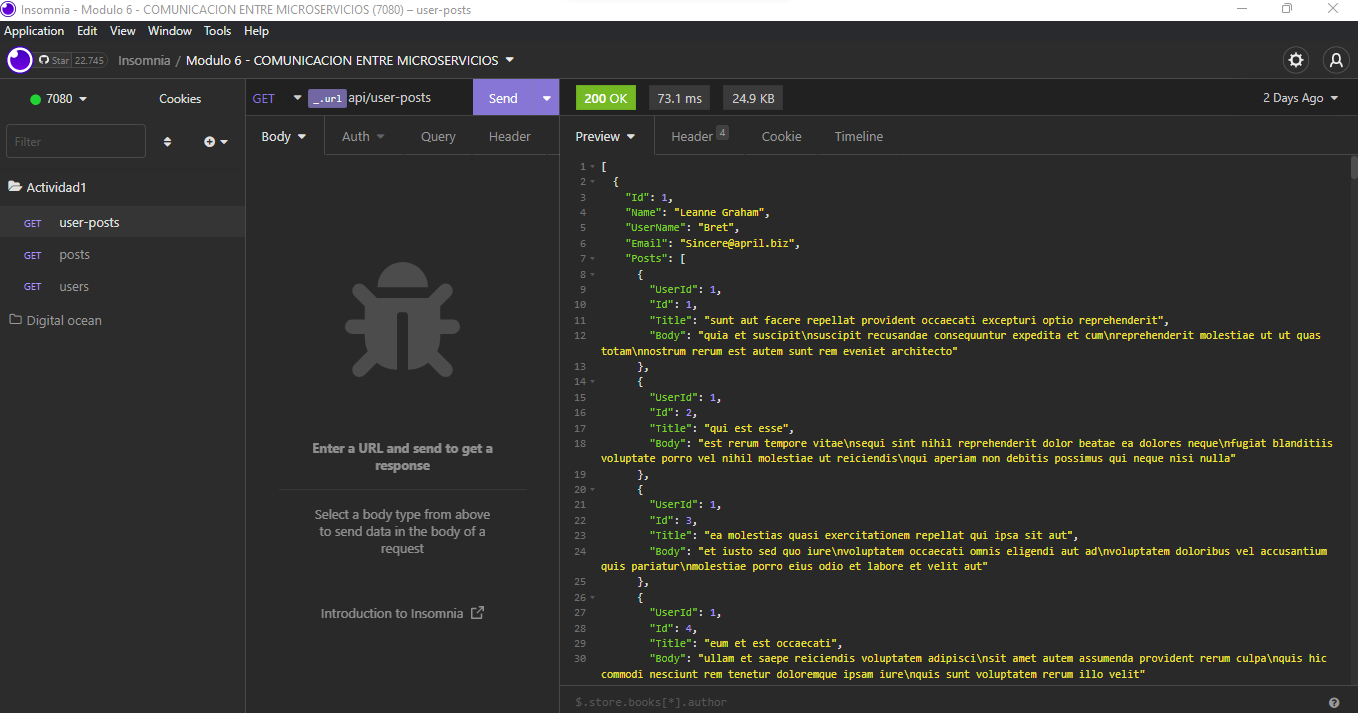 Insomnia - Modulo 6 - COMUNICACION ENTRE MICROSERVICIOS (7080) – user-posts
Application Edit View Window Tools Help
Star 22.745 Insomnia / Modulo 6 - COMUNICACION ENTRE MICROSERVICIOS
7080 Cookies
Filter
Actividad1
GET user-posts
GET posts
GET users
Digital ocean
GET _.url api/user-posts Send
Body Auth Query Header
Enter a URL and send to get a
response
Select a body type from above
to send data in the body of a
request
Introduction to Insomnia
200 OK 73.1 ms 24.9 KB 2 Days Ago
Preview Header 4 Cookie Timeline
1 [
2 {
3 "Id": 1,
4 "Name": "Leanne Graham",
5 "UserName": "Bret",
6 "Email": "Sincere@april.biz",
7 "Posts": [
8 {
9 "UserId": 1,
10 "Id": 1,
11 "Title": "sunt aut facere repellat provident occaecati excepturi optio reprehenderit",
12 "Body": "quia et suscipit\nsuscipit recusandae consequuntur expedita et cum\nreprehenderit molestiae ut ut quas
totam\nnostrum rerum est autem sunt rem eveniet architecto"
13 },
14 {
15 "UserId": 1,
16 "Id": 2,
17 "Title": "qui est esse",
18 "Body": "est rerum tempore vitae\nsequi sint nihil reprehenderit dolor beatae ea dolores neque\nfugiat blanditiis
voluptate porro vel nihil molestiae ut reiciendis\nqui aperiam non debitis possimus qui neque nisi nulla"
19 },
20 {
21 "UserId": 1,
22 "Id": 3,
23 "Title": "ea molestias quasi exercitationem repellat qui ipsa sit aut",
24 "Body": "et iusto sed quo iure\nvoluptatem occaecati omnis eligendi aut ad\nvoluptatem doloribus vel accusantium
quis pariatur\nmolestiae porro eius odio et labore et velit aut"
25 },
26 {
27 "UserId": 1,
28 "Id": 4,
29 "Title": "eum et est occaecati",
30 "Body": "ullam et saepe reiciendis voluptatem adipisci\nsit amet autem assumenda provident rerum culpa\nquis hic
commodi nesciunt rem tenetur doloremque ipsam iure\nquis sunt voluptatem rerum illo velit"
$.store.books[*].author